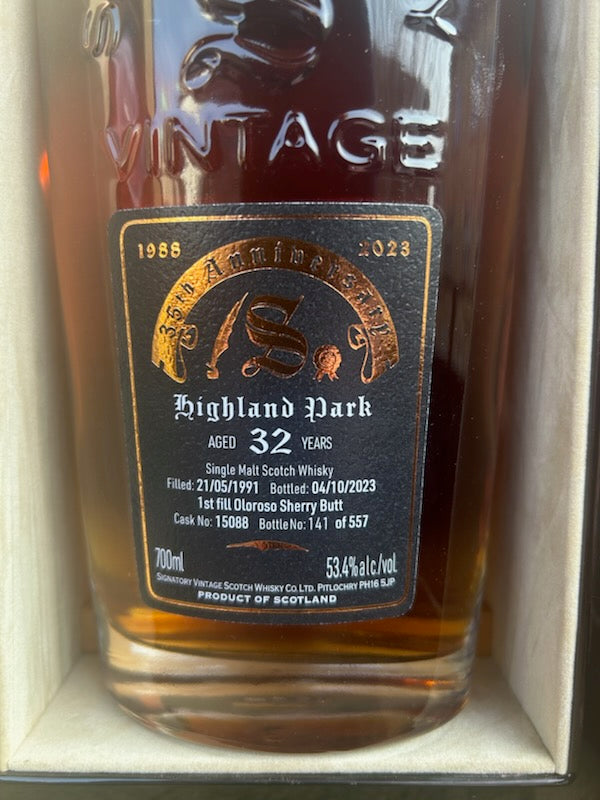 S Y
VINTAGE
1988 2023
35th Anniversary
S
Highland Park
AGED 32 YEARS
Single Malt Scotch Whisky
Filled: 21/05/1991 Bottled: 04/10/2023
1st fill Oloroso Sherry Butt
Cask No: 15088 Bottle No: 141 of 557
700ml 53.4%alc/vol
SIGNATORY VINTAGE SCOTCH WHISKY CO. LTD. PITLOCHRY PH16 5JP
PRODUCT OF SCOTLAND